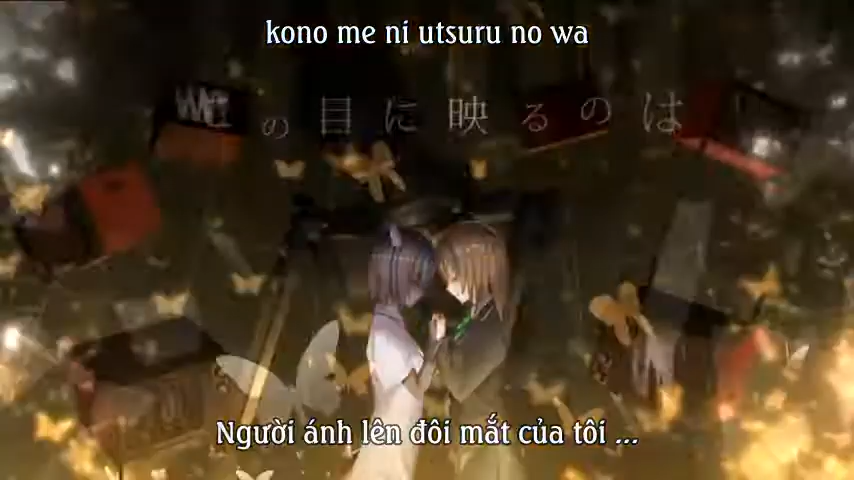 kono me ni utsuru no wa
の目に映るのは
Người ánh lên đôi mắt của tôi ...